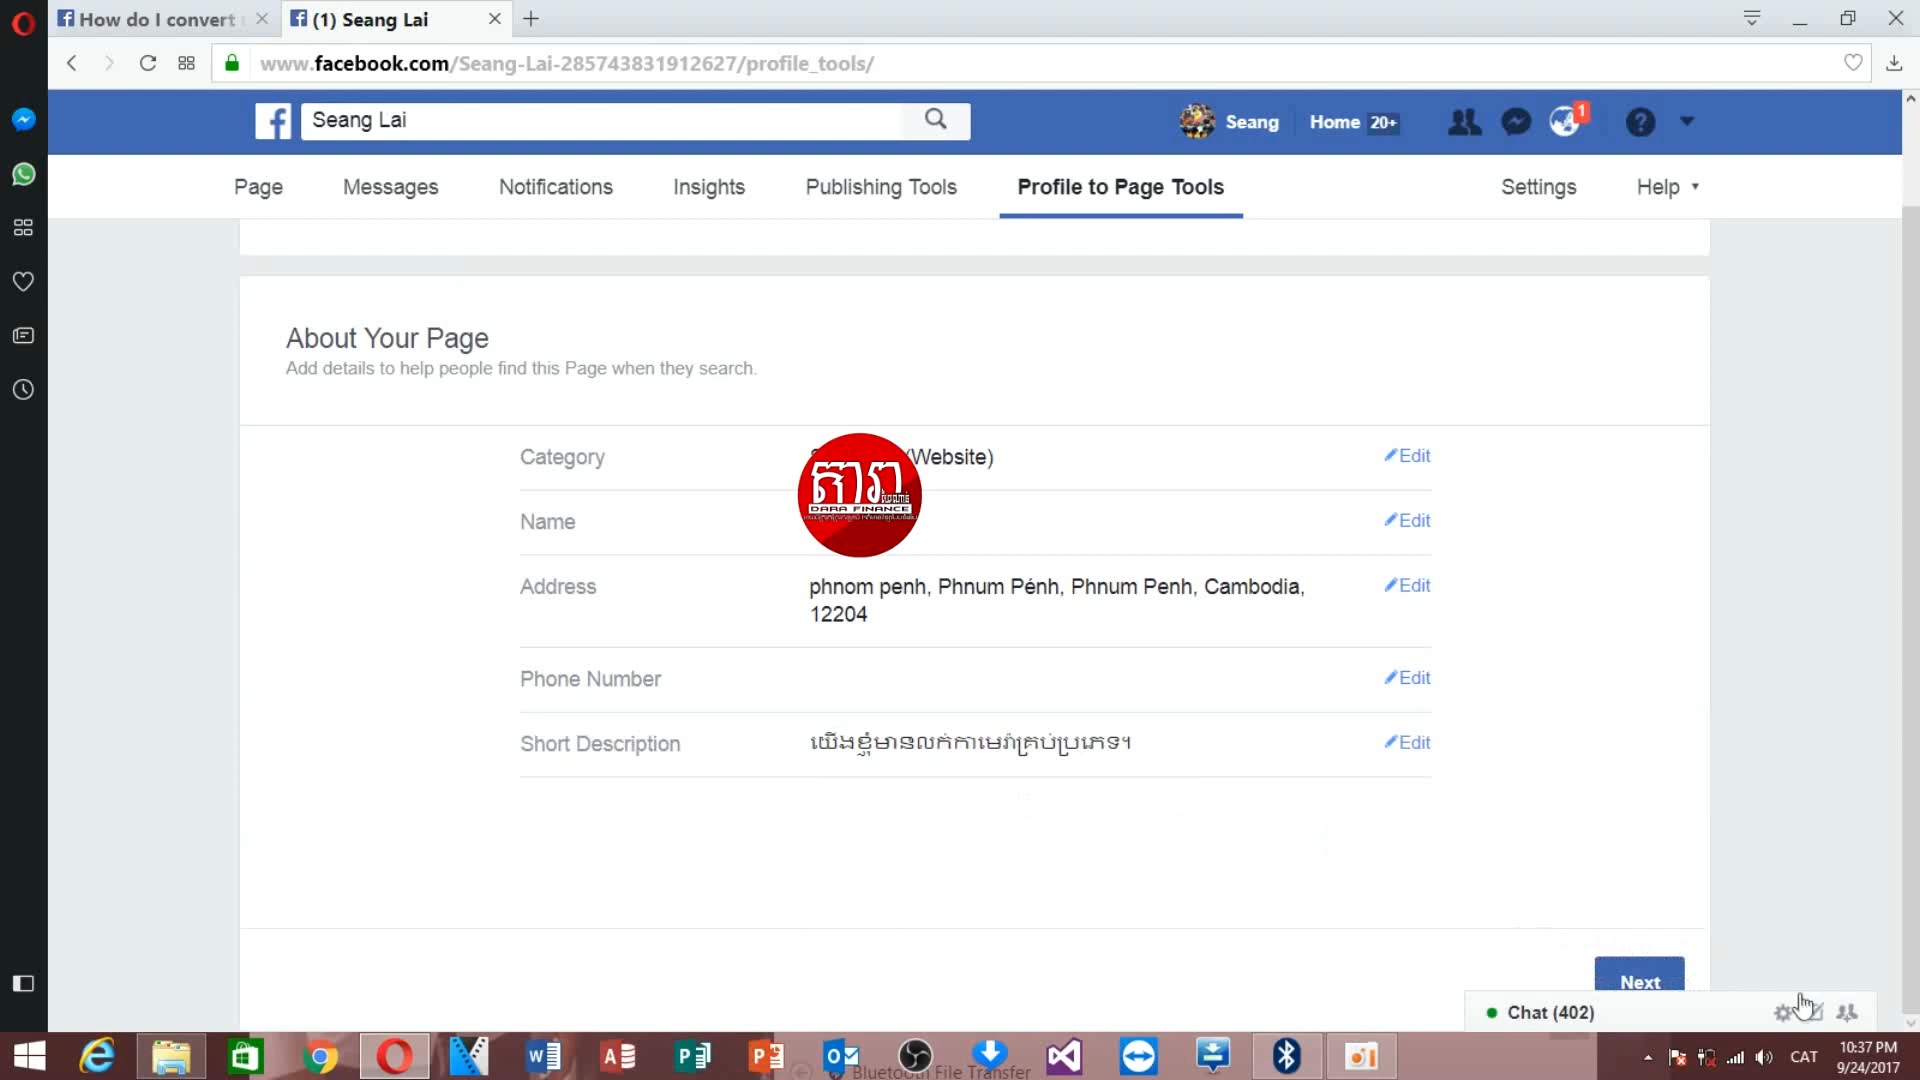 How do I convert
(1) Seang Lai
www.facebook.com/Seang-Lai-285743831912627/profile_tools/
Seang Lai
Seang
Home 20+
1
Page
Messages
Notifications
Insights
Publishing Tools
Profile to Page Tools
Settings
Help
About Your Page
Add details to help people find this Page when they search.
Category
(Website)
Edit
តារា
DARA FINANCE
Name
Edit
Address
phnom penh, Phnum Pénh, Phnum Penh, Cambodia,
12204
Edit
Phone Number
Edit
Short Description
យើងខ្ញុំមានលក់កាមេរ៉ាគ្រប់ប្រភេទ។
Edit
Next
Chat (402)
Bluetooth File Transfer
CAT
10:37 PM
9/24/2017